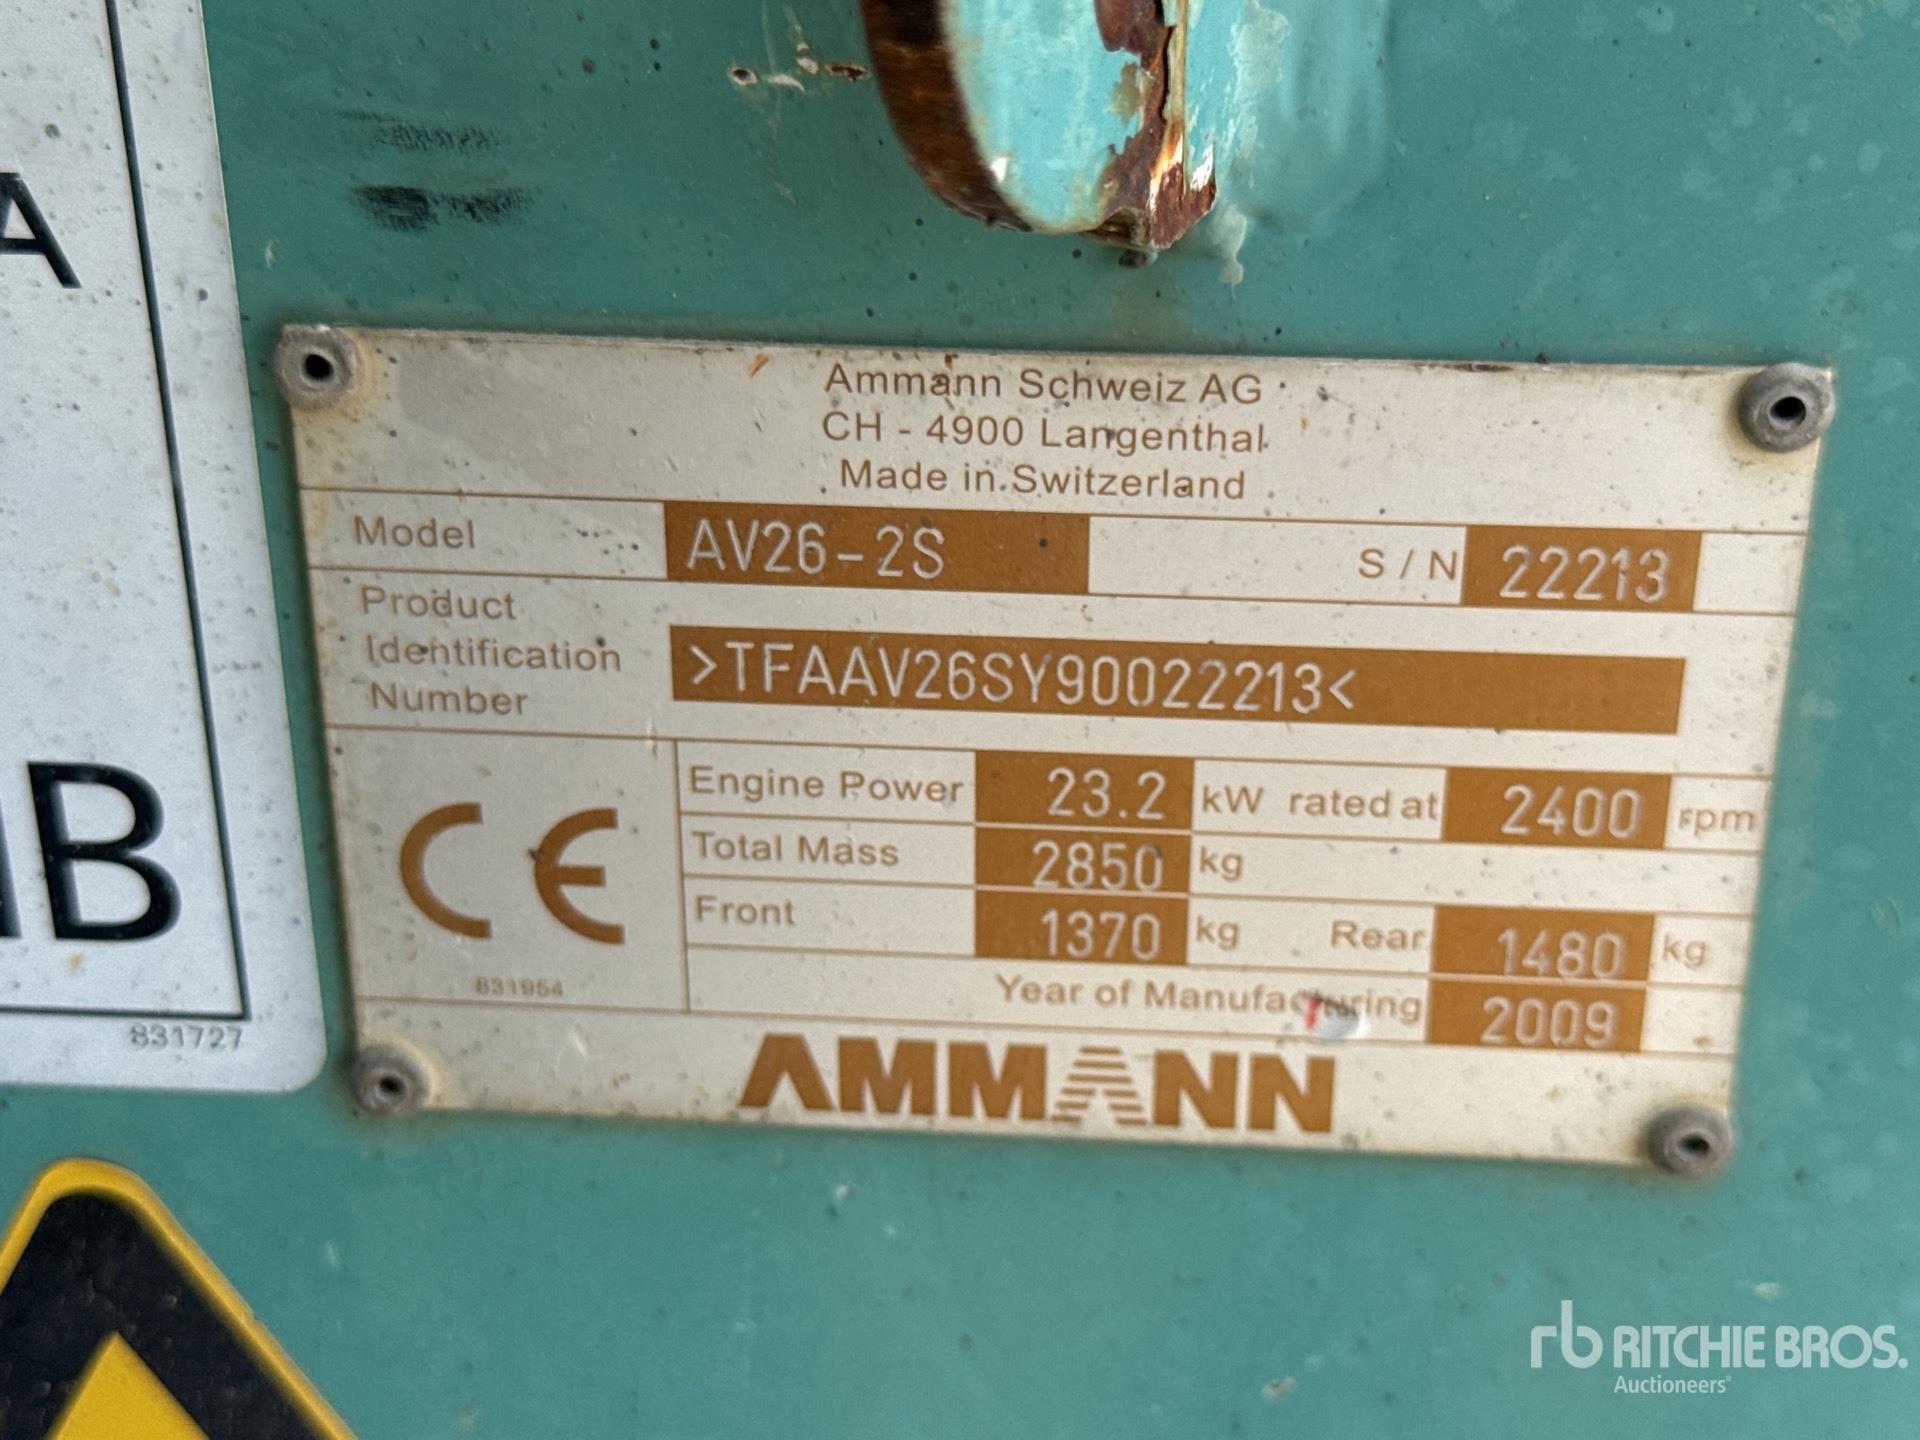 A
B
831727
Ammann Schweiz AG
CH - 4900 Langenthal
Made in Switzerland
Model AV26-2S S / N 22213
Product
Identification
Number
>TFAAV26SY90022213<
Engine Power 23.2 kW rated at 2400 rpm
Total Mass 2850 kg
Front 1370 kg Rear 1480 kg
Year of Manufacturing 2009
CE
831954
AMMANN
rb RITCHIE BROS.
Auctioneers